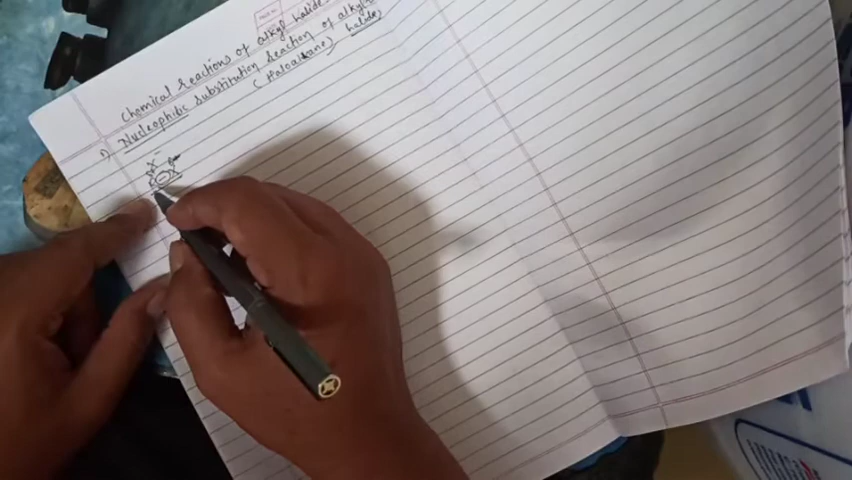 Chemical reactions of alkyl halide
1) Nucleophilic substitution reaction of alkyl halide
(Haloalkane)